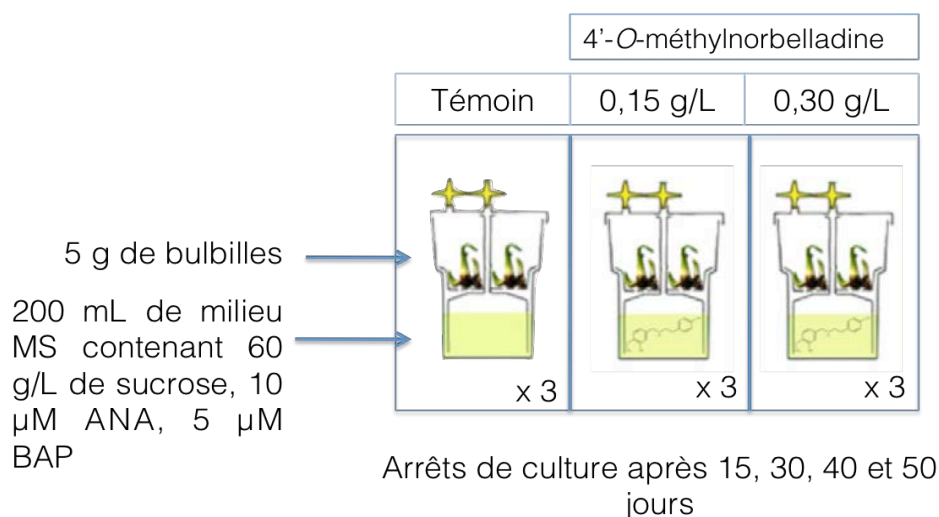 4'-O-méthylnorbelladine
Témoin
0,15 g/L
0,30 g/L
5 g de bulbilles
200 mL de milieu
MS contenant 60
g/L de sucrose, 10
µM ANA, 5 µM
BAP
x 3
x 3
x 3
Arrêts de culture après 15, 30, 40 et 50
jours